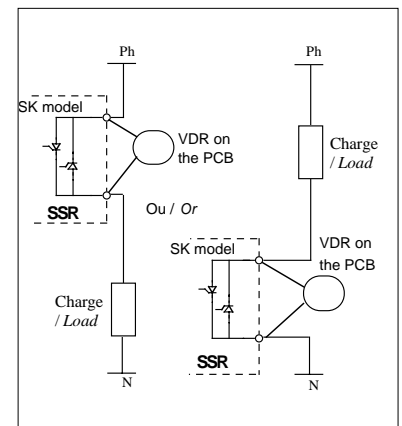 Ph
SK model
VDR on
the PCB
SSR
Ou / Or
Charge
/ Load
N
Ph
Charge
/ Load
SK model
VDR on
the PCB
SSR
N